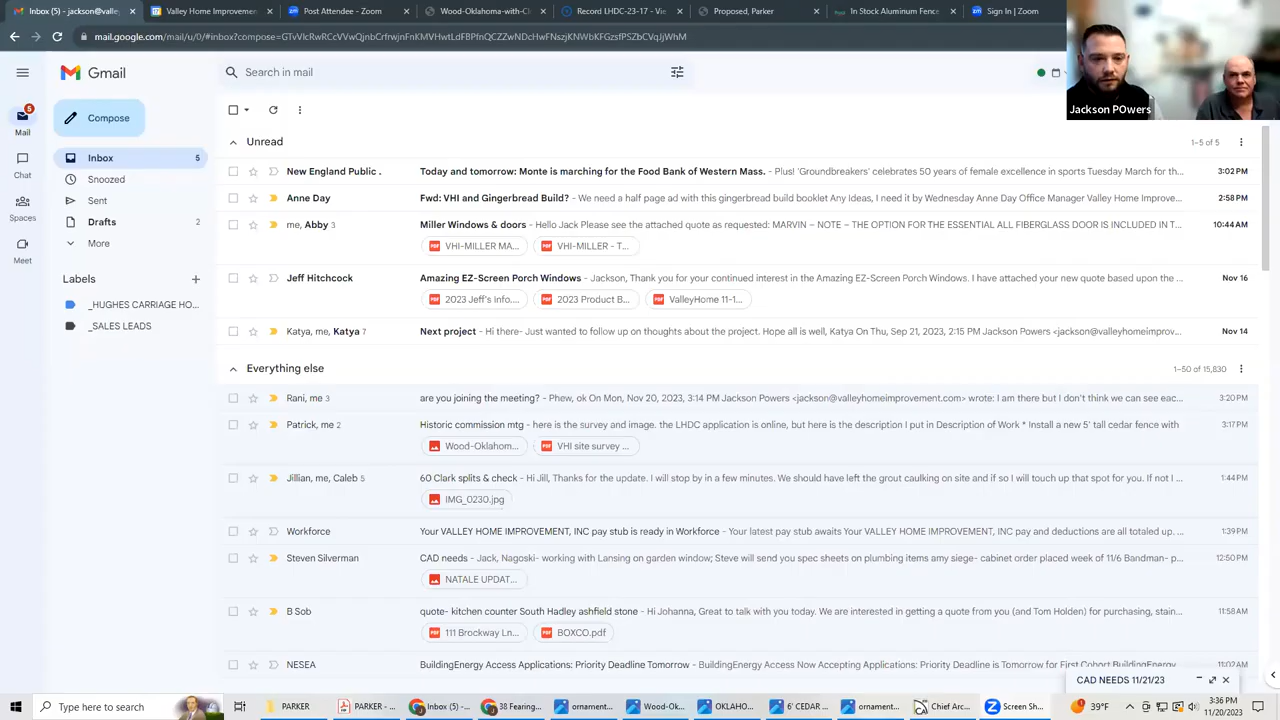 Inbox (5) - jackson@valleyh
Valley Home Improvemen
Post Attendee - Zoom
Wood-Oklahoma-with-C
Record LHDC-23-17 - Vi
Proposed, Parker
In Stock Aluminum Fence
Sign In | Zoom
Gmail
Search in mail
Jackson POwers
5
Mail
Compose
Unread
1–5 of 5
Inbox 5
Chat
Snoozed
Spaces
Sent
Drafts 2
Meet
More
Labels
_HUGHES CARRIAGE HO...
_SALES LEADS
New England Public . Today and tomorrow: Monte is marching for the Food Bank of Western Mass. - Plus! 'Groundbreakers' celebrates 50 years of female excellence in sports Tuesday March for th... 3:02 PM
Anne Day Fwd: VHI and Gingerbread Build? - We need a half page ad with this gingerbread build booklet Any Ideas, I need it by Wednesday Anne Day Office Manager Valley Home Improve... 2:58 PM
me, Abby 3 Miller Windows & doors - Hello Jack Please see the attached quote as requested: MARVIN – NOTE – THE OPTION FOR THE ESSENTIAL ALL FIBERGLASS DOOR IS INCLUDED IN T... 10:44 AM
VHI-MILLER MA... VHI-MILLER - T...
Jeff Hitchcock Amazing EZ-Screen Porch Windows - Jackson, Thank you for your continued interest in the Amazing EZ-Screen Porch Windows. I have attached your new quote based upon the ... Nov 16
2023 Jeff's info.... 2023 Product B... ValleyHome 11-1...
Katya, me, Katya 7 Next project - Hi there- Just wanted to follow up on thoughts about the project. Hope all is well, Katya On Thu, Sep 21, 2023, 2:15 PM Jackson Powers <jackson@valleyhomeimprov... Nov 14
Everything else
1–50 of 15,830
Rani, me 3 are you joining the meeting? - Phew, ok On Mon, Nov 20, 2023, 3:14 PM Jackson Powers <jackson@valleyhomeimprovement.com> wrote: I am there but I don't think we can see eac... 3:20 PM
Patrick, me 2 Historic commission mtg - here is the survey and image. the LHDC application is online, but here is the description I put in Description of Work * Install a new 5' tall cedar fence with 3:17 PM
Wood-Oklahom... VHI site survey ...
Jillian, me, Caleb 5 60 Clark splits & check - Hi Jill, Thanks for the update. I will stop by in a few minutes. We should have left the grout caulking on site and if so I will touch up that spot for you. If not I ... 1:44 PM
IMG_0230.jpg
Workforce Your VALLEY HOME IMPROVEMENT, INC pay stub is ready in Workforce - Your latest pay stub awaits Your VALLEY HOME IMPROVEMENT, INC pay and deductions are all totaled up. ... 1:39 PM
Steven Silverman CAD needs - Jack, Nagoski- working with Lansing on garden window; Steve will send you spec sheets on plumbing items any siege- cabinet order placed week of 11/6 Bandman- p... 12:50 PM
NATALE UPDAT...
B Sob quote- kitchen counter South Hadley ashfield stone - Hi Johanna, Great to talk with you today. We are interested in getting a quote from you (and Tom Holden) for purchasing, stain... 11:58 AM
111 Brockway Ln... BOXCO.pdf
NESEA BuildingEnergy Access Applications: Priority Deadline Tomorrow - BuildingEnergy Access Now Accepting Applications: Priority Deadline is Tomorrow for First Cohort BuildingEnergy 11:02 AM
CAD NEEDS 11/21/23
Type here to search
PARKER
PARKER - ...
Inbox (5) - ...
38 Fearing...
ornament...
Wood-Ok...
OKLAHO...
6' CEDAR ...
ornament...
Chief Arc...
Screen Sh...
39°F
3:36 PM
11/20/2023